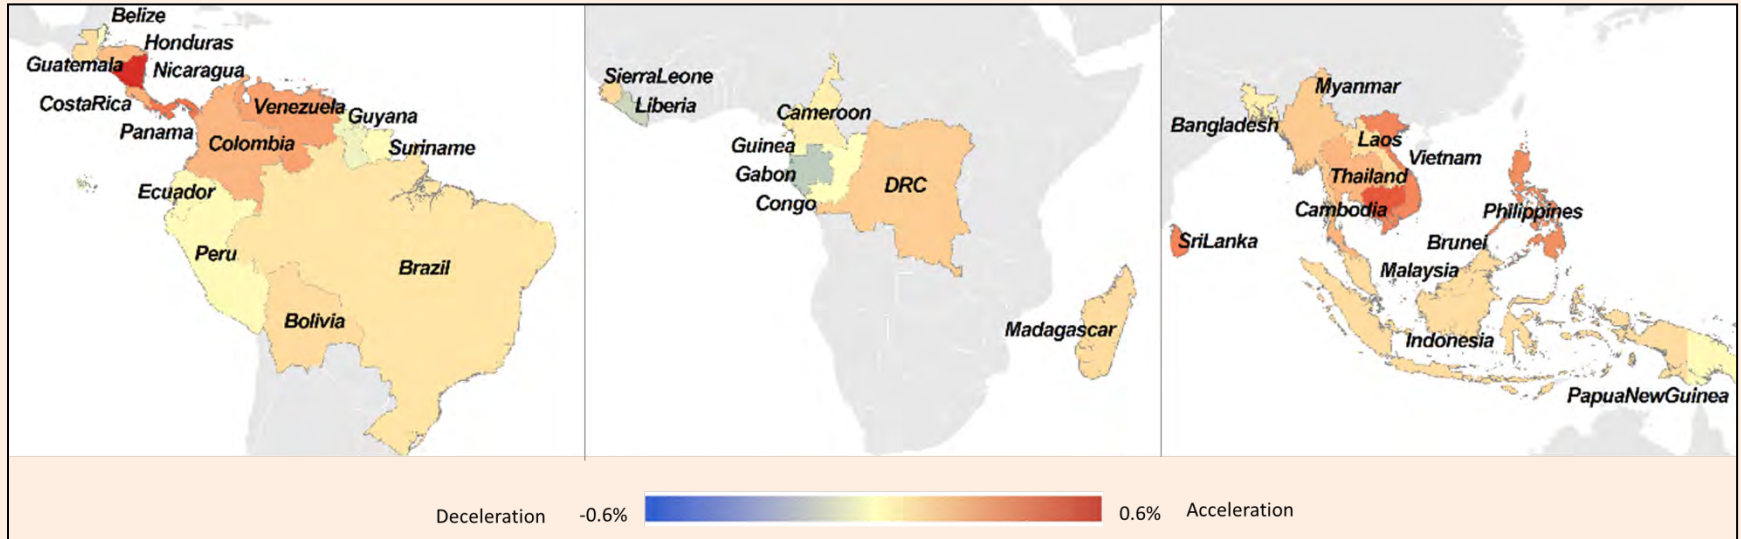 Belize
Honduras
Guatemala
Nicaragua
CostaRica
Panama
Venezuela
Guyana
Colombia
Suriname
Ecuador
Peru
Brazil
Bolivia
SierraLeone
Liberia
Cameroon
Guinea
Gabon
Congo
DRC
Madagascar
Myanmar
Bangladesh
Laos
Vietnam
Thailand
Cambodia
Philippines
SriLanka
Brunei
Malaysia
Indonesia
PapuaNewGuinea
Deceleration -0.6% 0.6% Acceleration